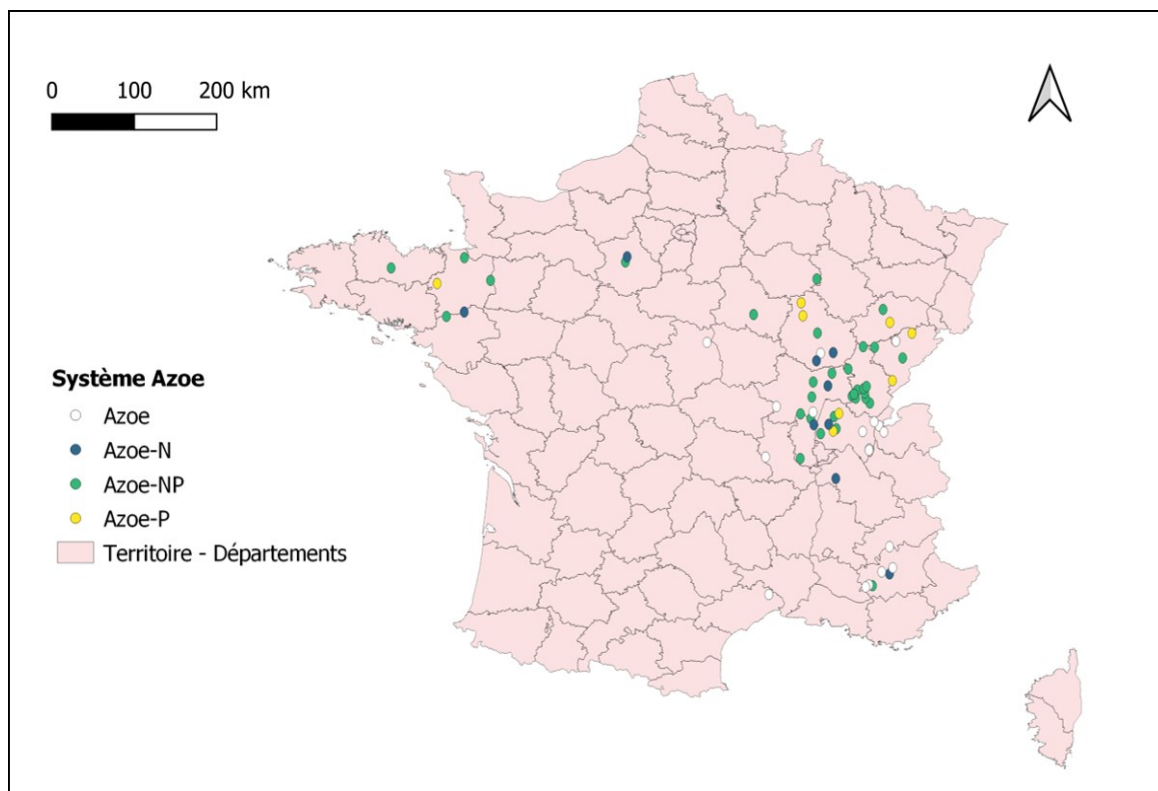 0 100 200 km
Système Azoe
Azoe
Azoe-N
Azoe-NP
Azoe-P
Territoire - Départements